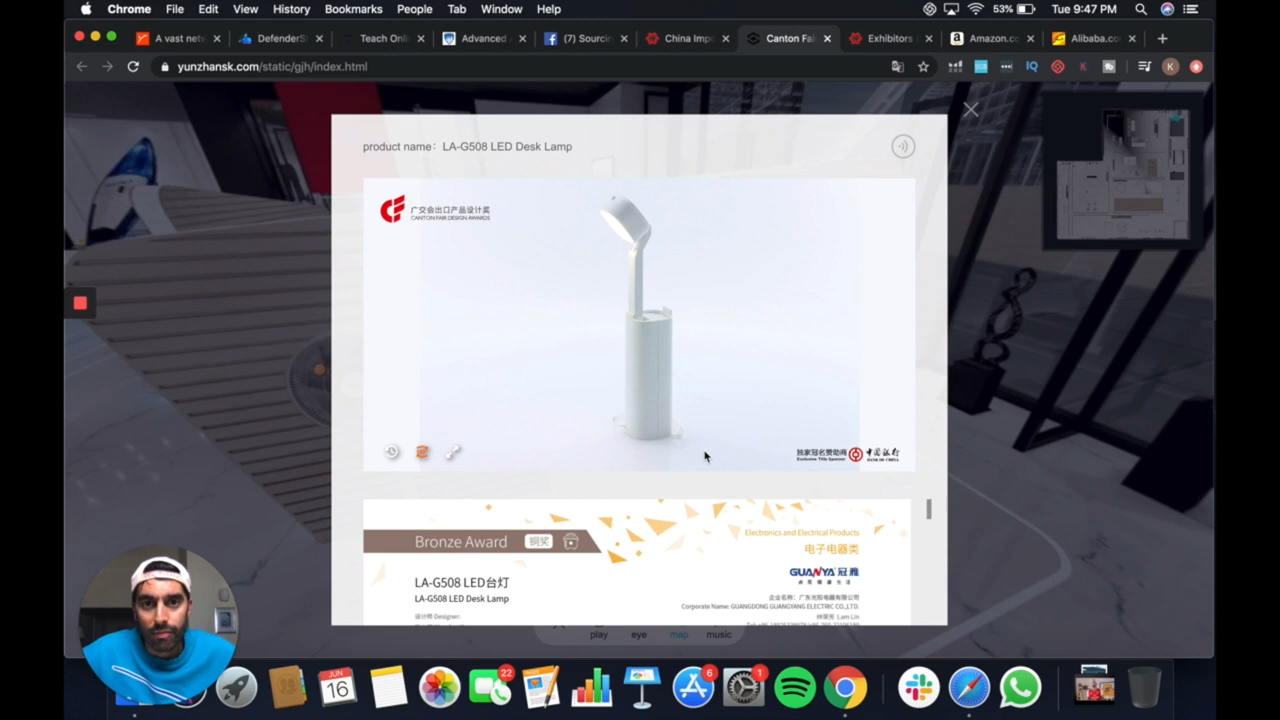 Chrome File Edit View History Bookmarks People Tab Window Help 53% Tue 9:47 PM
A vast net Defender Teach Onli Advanced (7) Sourcin China Imp Canton Fai Exhibitors Amazon.co Alibaba.co
yunzhansk.com/static/gjh/index.html IQ K
product name：LA-G508 LED Desk Lamp
广交会出口产品设计奖
CANTON FAIR DESIGN AWARDS
独家冠名赞助商 中国银行
Exclusive Title Sponsor BANK OF CHINA
Bronze Award 铜奖
Electronics and Electrical Products
电子电器类
GUANYA 冠雅
LA-G508 LED台灯
LA-G508 LED Desk Lamp
企业名称：广东光阳电器有限公司
Corporate Name: GUANGDONG GUANGYANG ELECTRIC CO.,LTD.
设计师 Designer:
Lam Lin
play eye map music
JUN
16
22
6
1